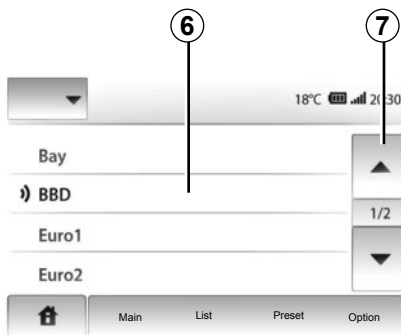 6 7
18°C 20:30
Bay
BBD
1/2
Euro1
Euro2
Main List Preset Option